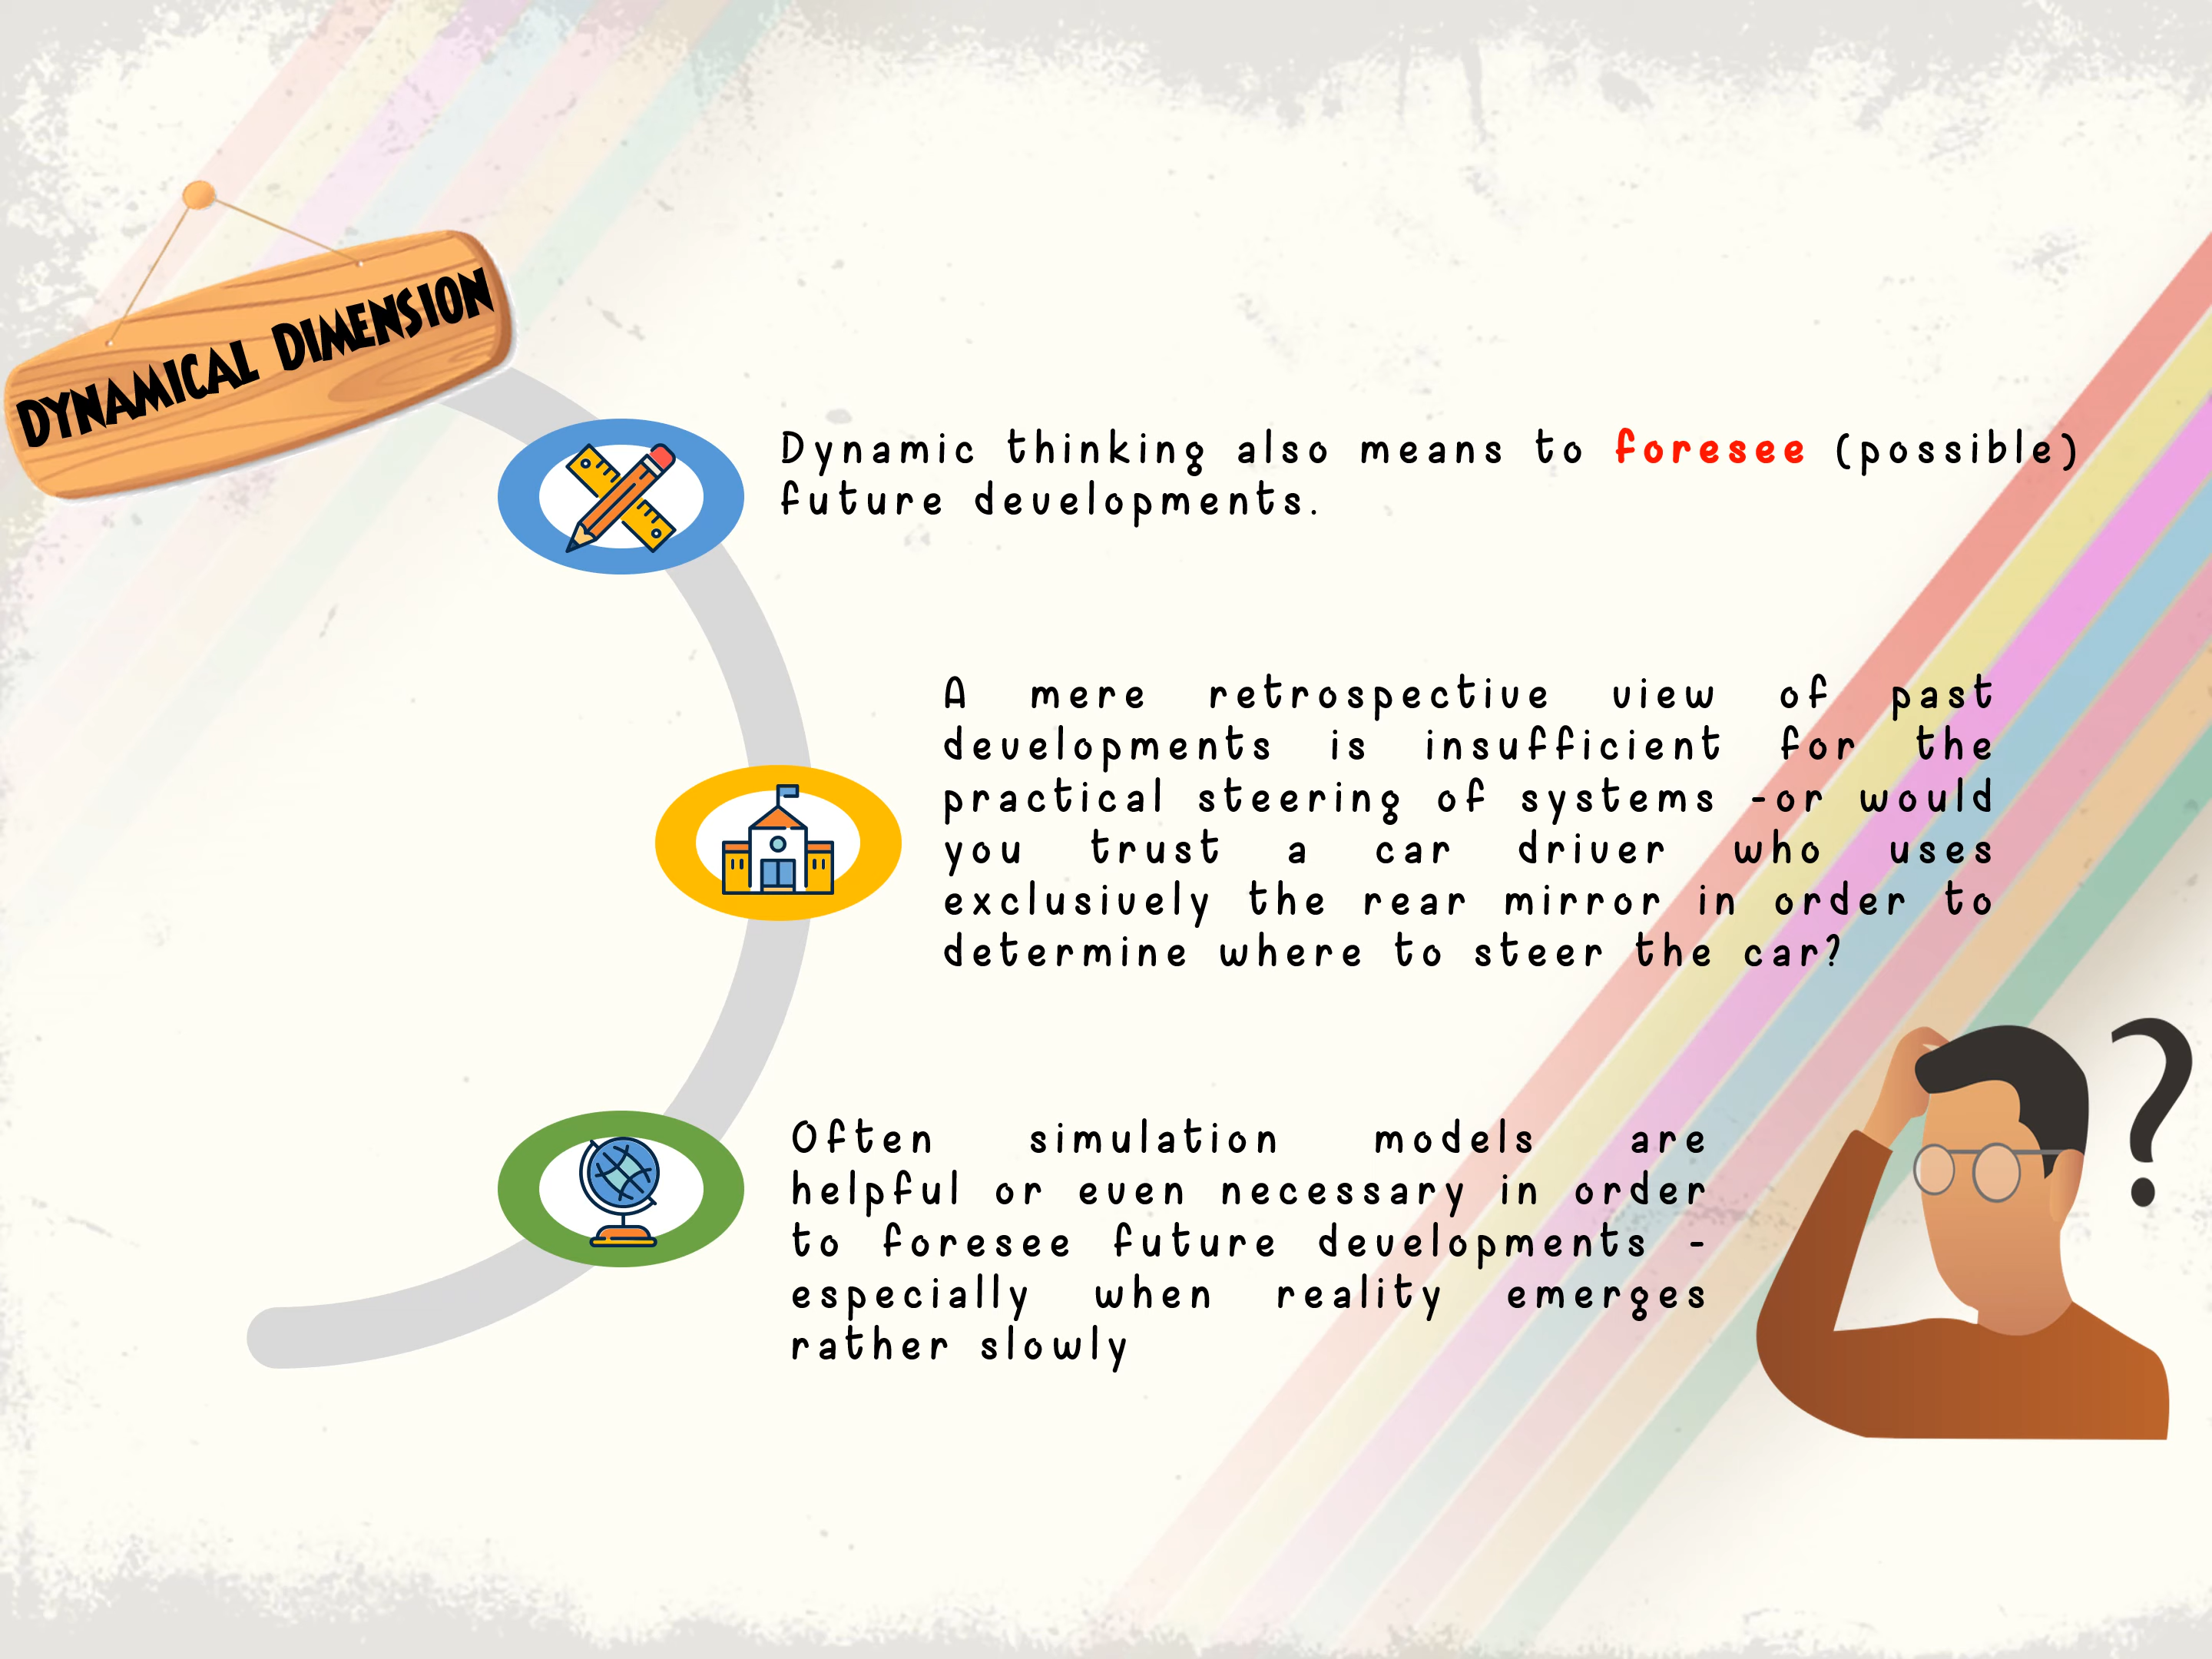 DYNAMICAL DIMENSION
Dynamic thinking also means to foresee (possible)
future developments.
A mere retrospective view of past
developments is insufficient for the
practical steering of systems -or would
you trust a car driver who uses
exclusively the rear mirror in order to
determine where to steer the car?
Often simulation models are
helpful or even necessary in order
to foresee future developments -
especially when reality emerges
rather slowly
?